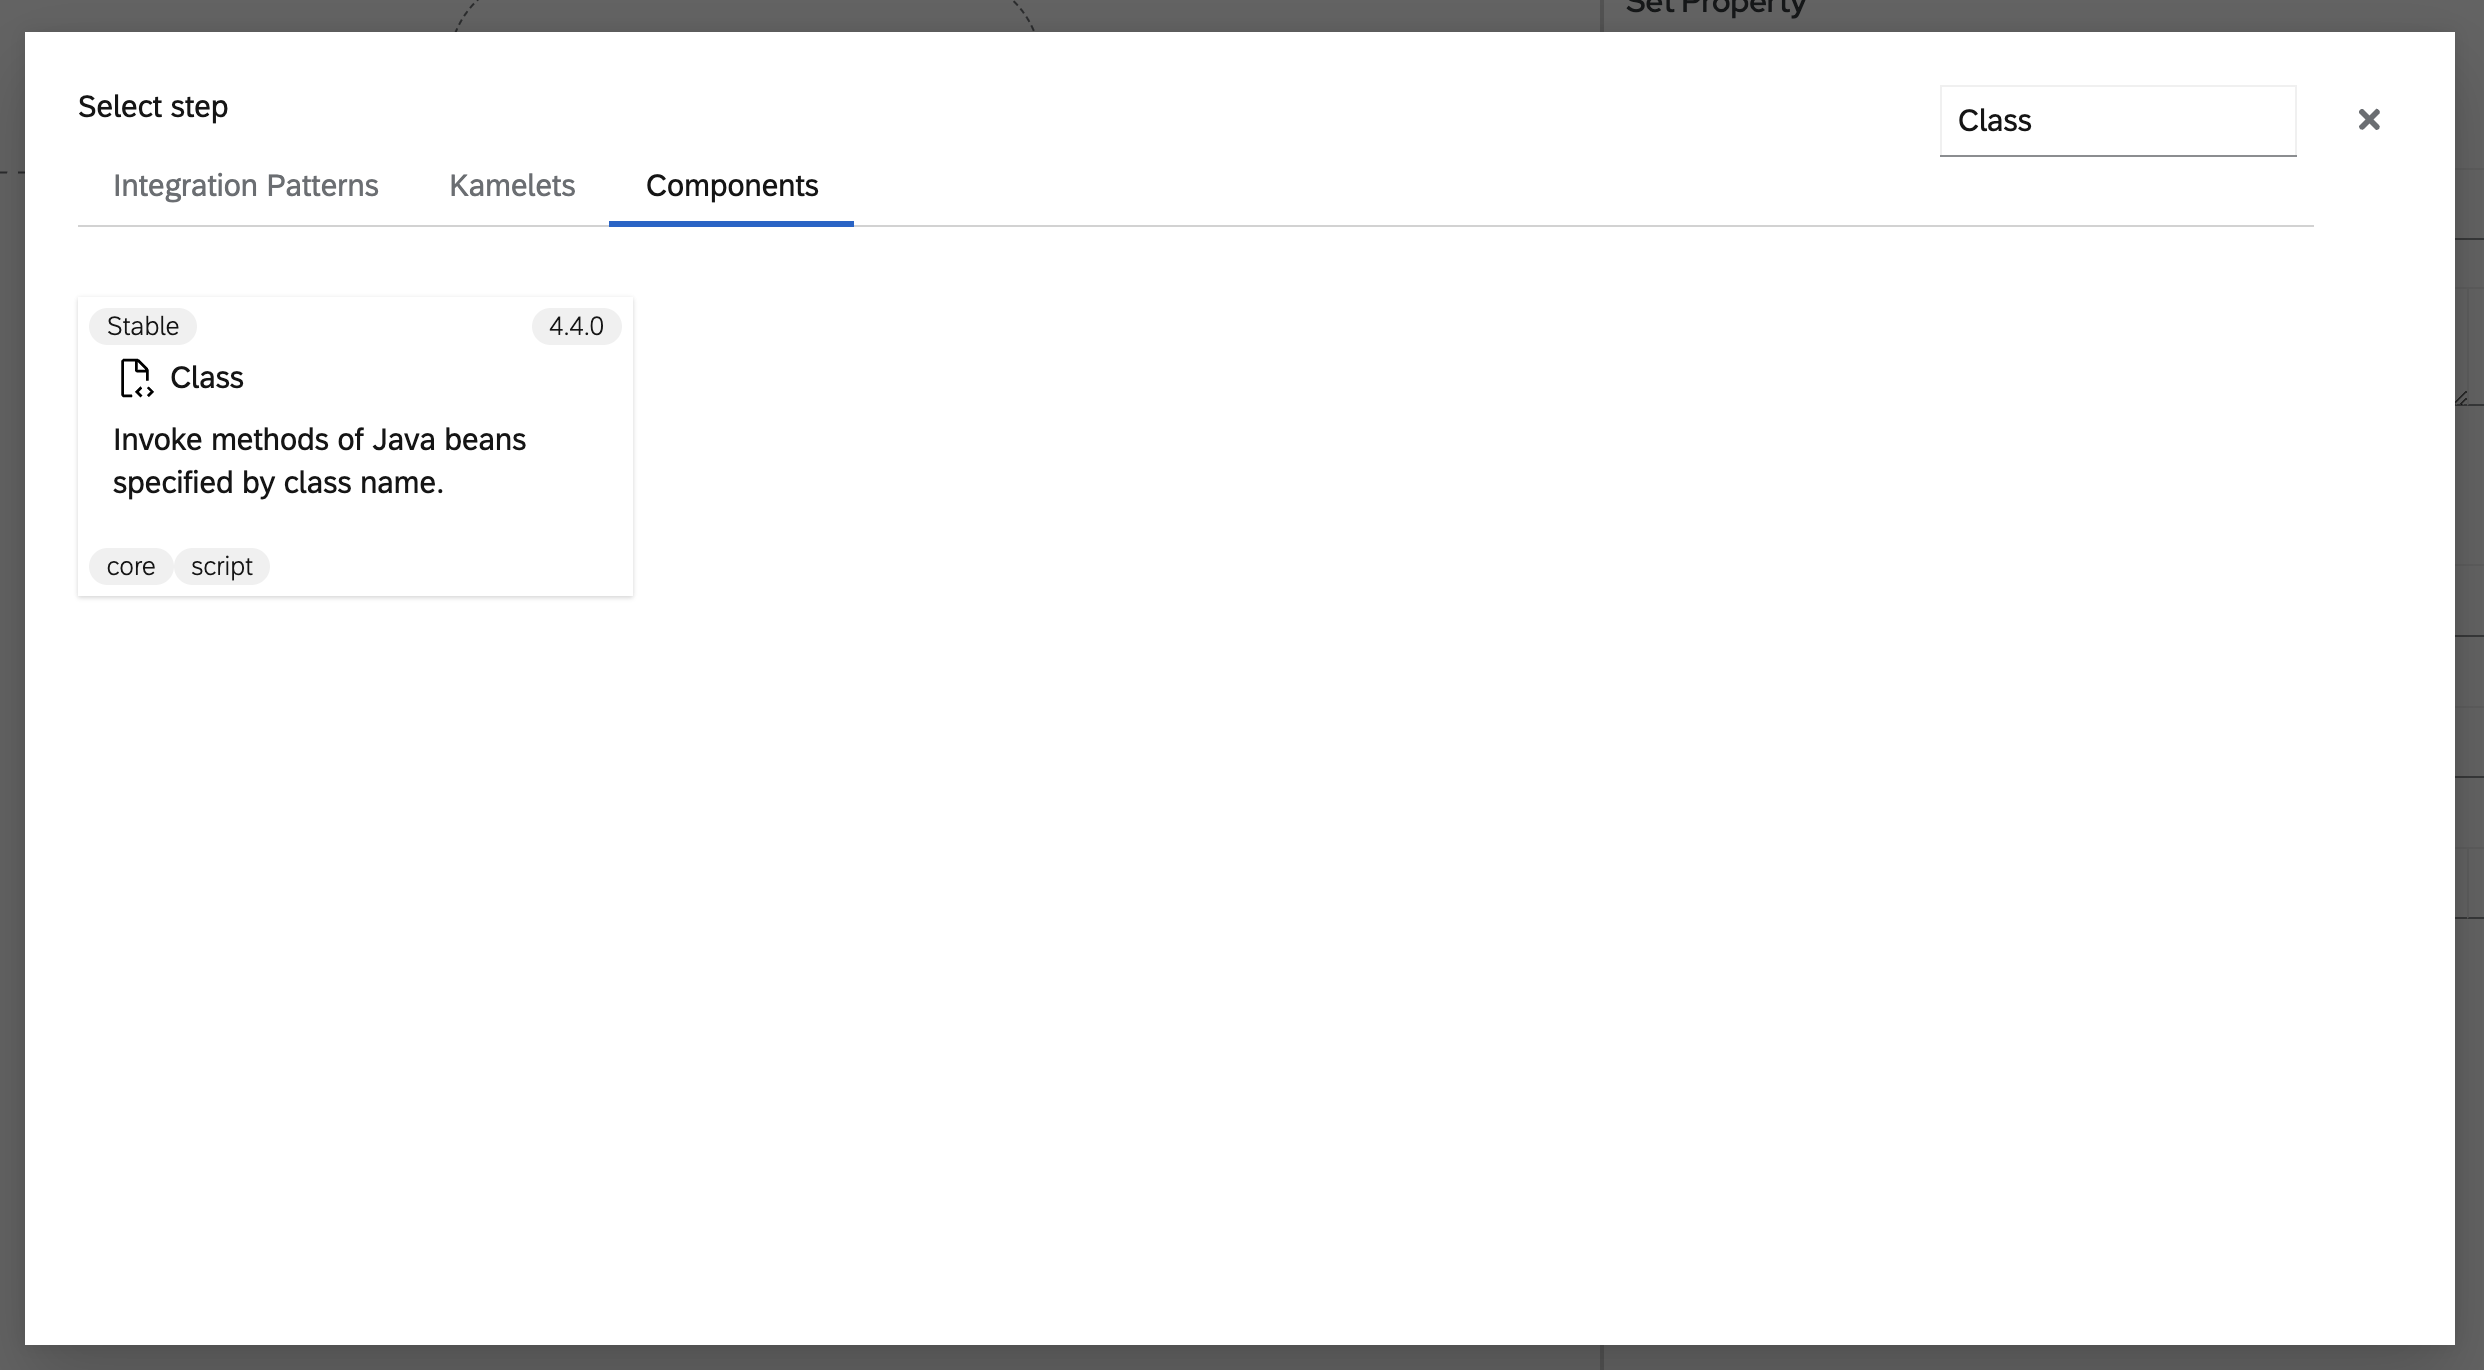 Set Property
Select step
Class
Integration Patterns Kamelets Components
Stable 4.4.0
Class
Invoke methods of Java beans
specified by class name.
core script